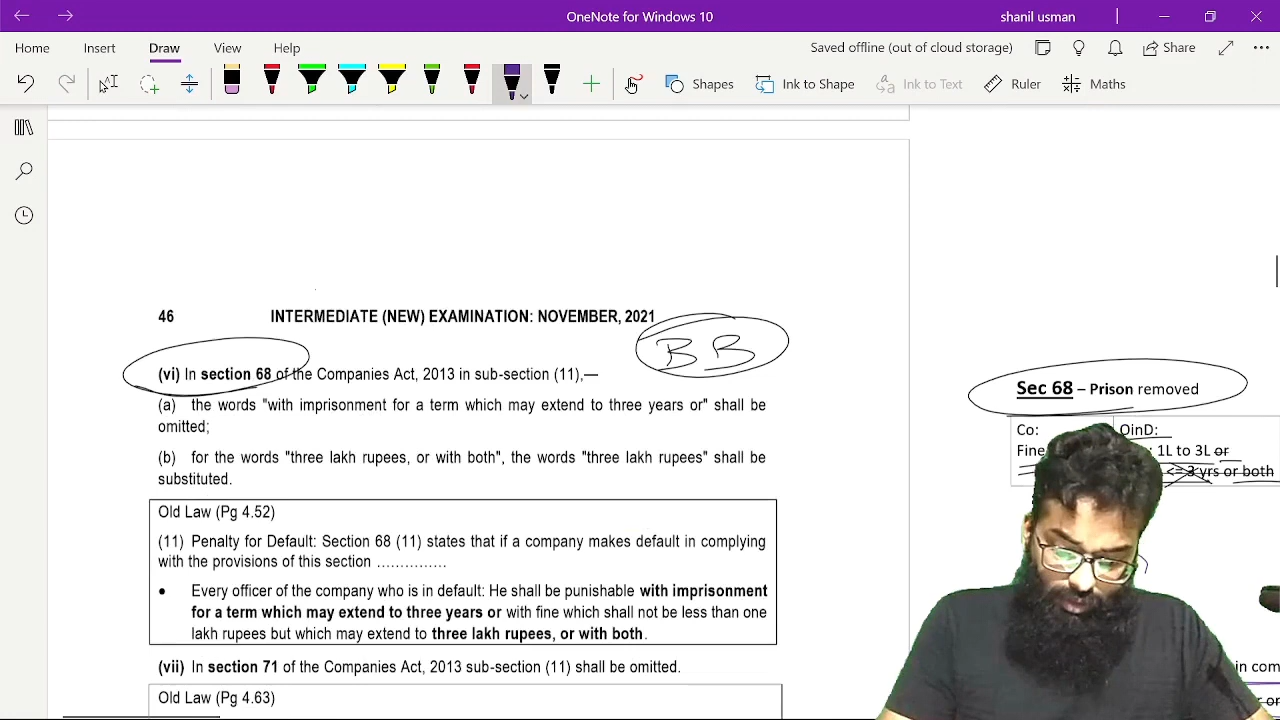 OneNote for Windows 10
shanil usman
Home Insert Draw View Help
Saved offline (out of cloud storage)
Share
Shapes
Ink to Shape
Ink to Text
Ruler
Maths
46 INTERMEDIATE (NEW) EXAMINATION: NOVEMBER, 2021
BB
(vi) In section 68 of the Companies Act, 2013 in sub-section (11),—
(a) the words "with imprisonment for a term which may extend to three years or" shall be
omitted;
(b) for the words "three lakh rupees, or with both", the words "three lakh rupees" shall be
substituted.
Old Law (Pg 4.52)
(11) Penalty for Default: Section 68 (11) states that if a company makes default in complying
with the provisions of this section ……………
• Every officer of the company who is in default: He shall be punishable with imprisonment
for a term which may extend to three years or with fine which shall not be less than one
lakh rupees but which may extend to three lakh rupees, or with both.
(vii) In section 71 of the Companies Act, 2013 sub-section (11) shall be omitted.
Old Law (Pg 4.63)
Sec 68 – Prison removed
Co: OinD:
Fine : 1L to 3L or
<= 3 yrs or both
in com
or